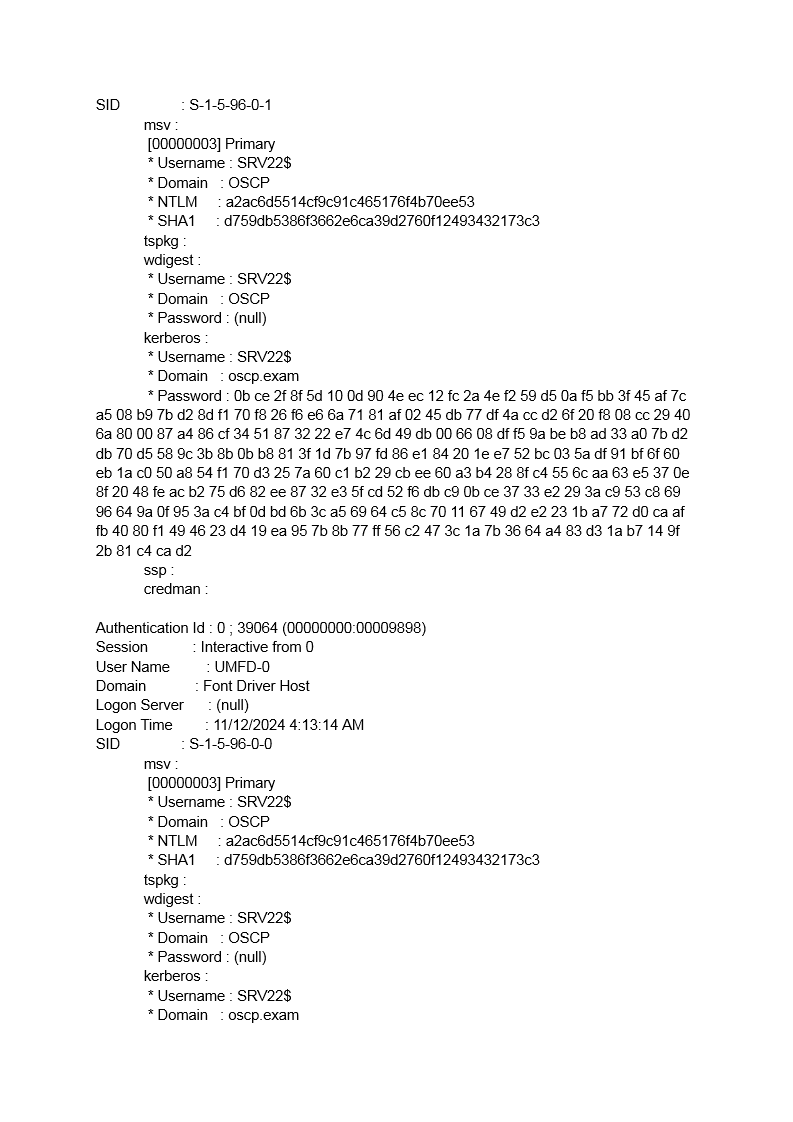 SID : S-1-5-96-0-1
msv :
[00000003] Primary
* Username : SRV22$
* Domain : OSCP
* NTLM : a2ac6d5514cf9c91c465176f4b70ee53
* SHA1 : d759db5386f3662e6ca39d2760f12493432173c3
tspkg :
wdigest :
* Username : SRV22$
* Domain : OSCP
* Password : (null)
kerberos :
* Username : SRV22$
* Domain : oscp.exam
* Password : 0b ce 2f 8f 5d 10 0d 90 4e ec 12 fc 2a 4e f2 59 d5 0a f5 bb 3f 45 af 7c
a5 08 b9 7b d2 8d f1 70 f8 26 f6 e6 6a 71 81 af 02 45 db 77 df 4a cc d2 6f 20 f8 08 cc 29 40
6a 80 00 87 a4 86 cf 34 51 87 32 22 e7 4c 6d 49 db 00 66 08 df f5 9a be b8 ad 33 a0 7b d2
db 70 d5 58 9c 3b 8b 0b b8 81 3f 1d 7b 97 fd 86 e1 84 20 1e e7 52 bc 03 5a df 91 bf 6f 60
eb 1a c0 50 a8 54 f1 70 d3 25 7a 60 c1 b2 29 cb ee 60 a3 b4 28 8f c4 55 6c aa 63 e5 37 0e
8f 20 48 fe ac b2 75 d6 82 ee 87 32 e3 5f cd 52 f6 db c9 0b ce 37 33 e2 29 3a c9 53 c8 69
96 64 9a 0f 95 3a c4 bf 0d bd 6b 3c a5 69 64 c5 8c 70 11 67 49 d2 e2 23 1b a7 72 d0 ca af
fb 40 80 f1 49 46 23 d4 19 ea 95 7b 8b 77 ff 56 c2 47 3c 1a 7b 36 64 a4 83 d3 1a b7 14 9f
2b 81 c4 ca d2
ssp :
credman :
Authentication Id : 0 ; 39064 (00000000:00009898)
Session : Interactive from 0
User Name : UMFD-0
Domain : Font Driver Host
Logon Server : (null)
Logon Time : 11/12/2024 4:13:14 AM
SID : S-1-5-96-0-0
msv :
[00000003] Primary
* Username : SRV22$
* Domain : OSCP
* NTLM : a2ac6d5514cf9c91c465176f4b70ee53
* SHA1 : d759db5386f3662e6ca39d2760f12493432173c3
tspkg :
wdigest :
* Username : SRV22$
* Domain : OSCP
* Password : (null)
kerberos :
* Username : SRV22$
* Domain : oscp.exam